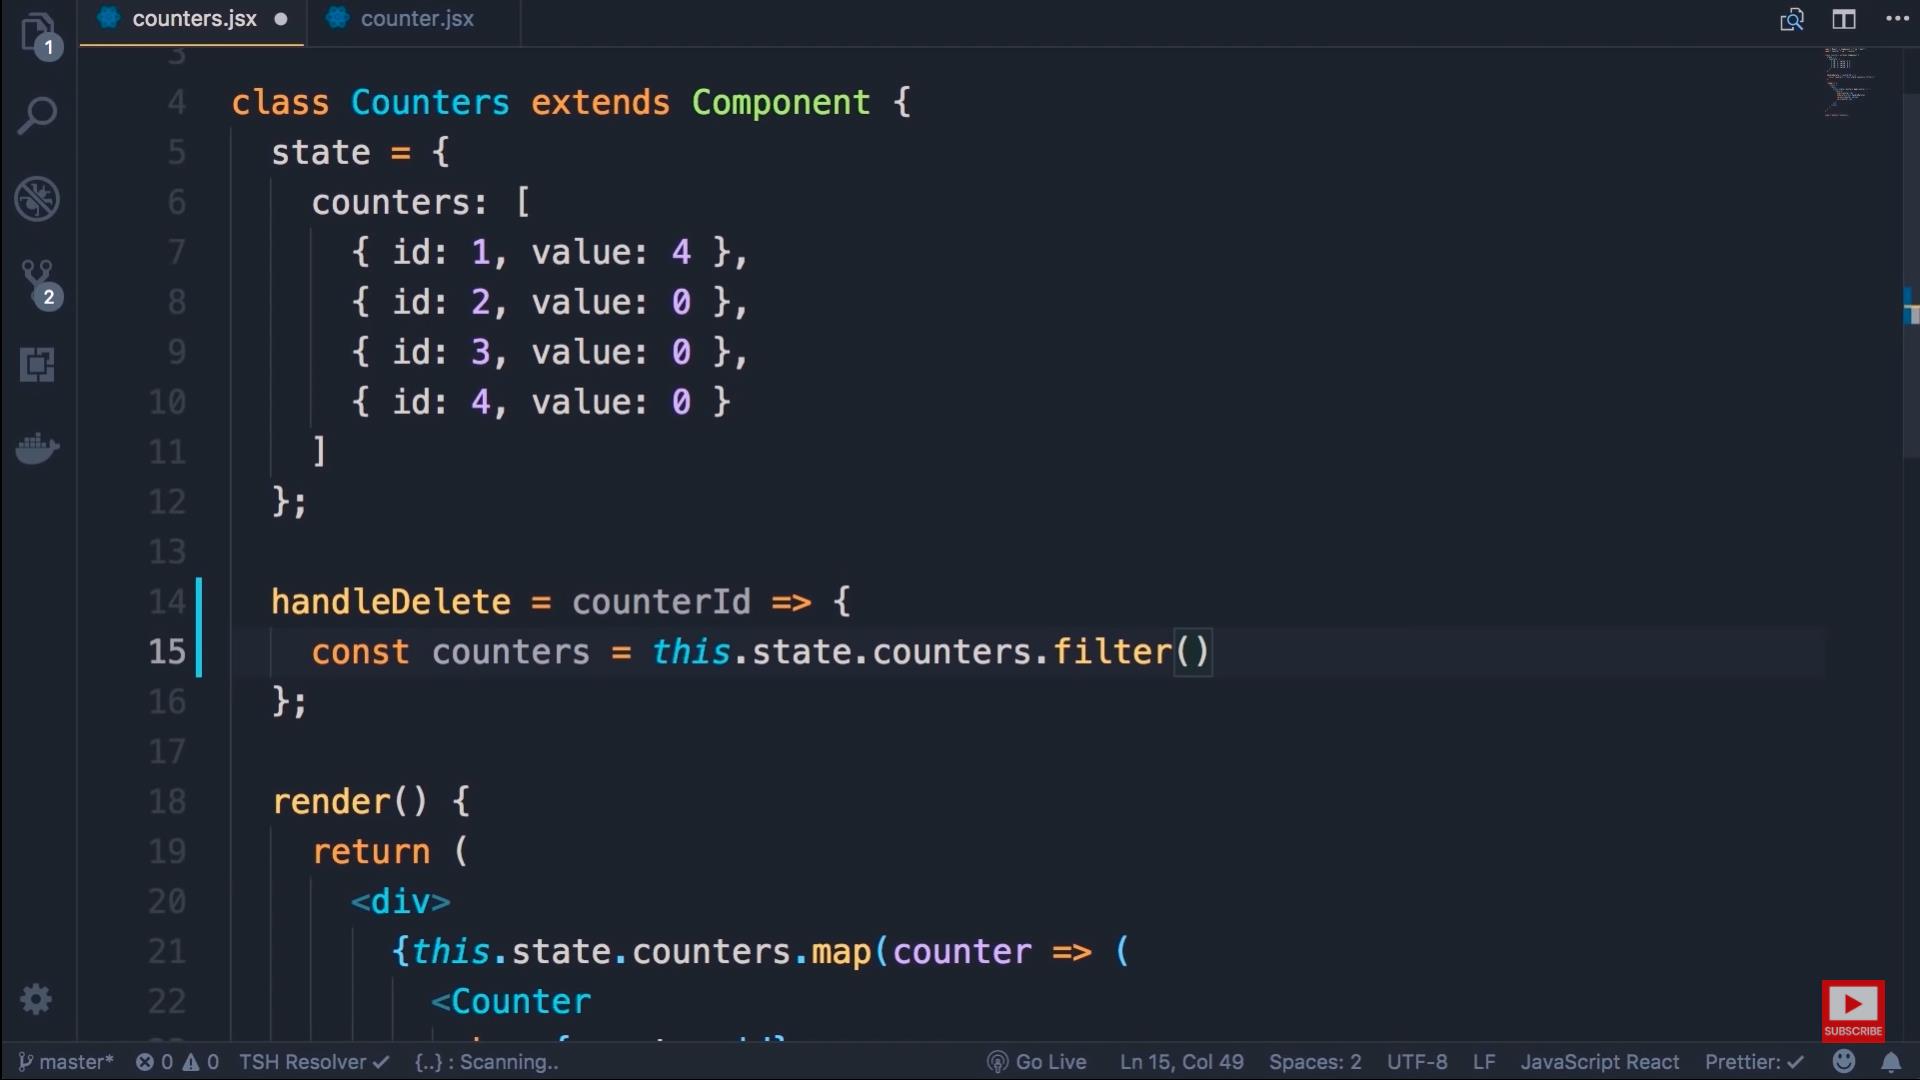 counters.jsx ●
counter.jsx
1
2
3
4 class Counters extends Component {
5 state = {
6 counters: [
7 { id: 1, value: 4 },
8 { id: 2, value: 0 },
9 { id: 3, value: 0 },
10 { id: 4, value: 0 }
11 ]
12 };
13
14 handleDelete = counterId => {
15 const counters = this.state.counters.filter()
16 };
17
18 render() {
19 return (
20 <div>
21 {this.state.counters.map(counter => (
22 <Counter
SUBSCRIBE
master* 0 0 TSH Resolver ✓ {..} : Scanning.. Go Live Ln 15, Col 49 Spaces: 2 UTF-8 LF JavaScript React Prettier: ✓